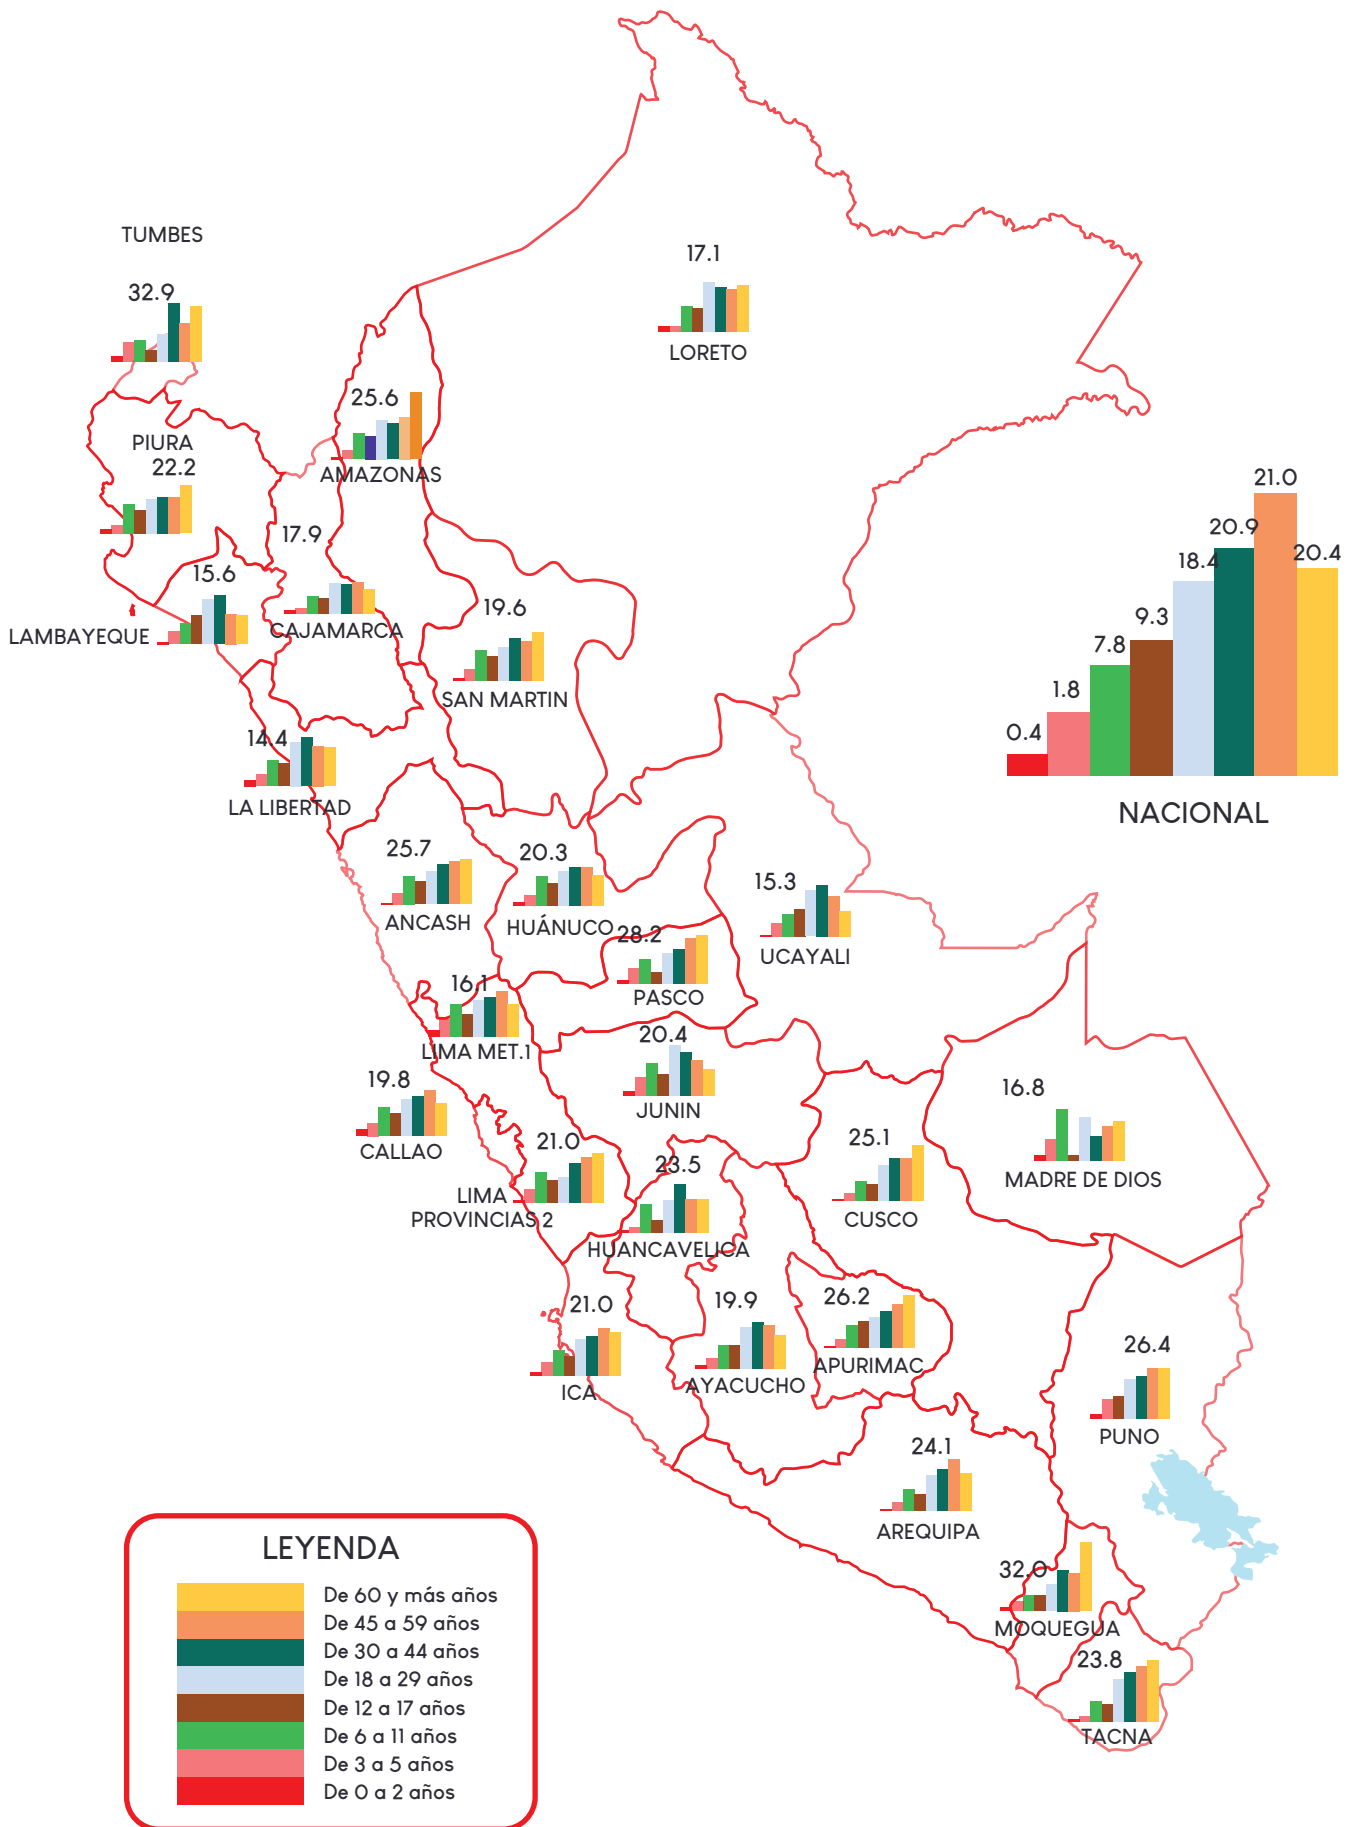 TUMBES
32.9
17.1
LORETO
25.6
AMAZONAS
PIURA
22.2
17.9
CAJAMARCA
15.6
LAMBAYEQUE
19.6
SAN MARTIN
21.0
20.9
20.4
18.4
9.3
7.8
1.8
0.4
NACIONAL
14.4
LA LIBERTAD
25.7
ANCASH
20.3
HUÁNUCO
28.2
PASCO
15.3
UCAYALI
16.1
LIMA MET.1
20.4
JUNIN
19.8
CALLAO
16.8
MADRE DE DIOS
21.0
LIMA
PROVINCIAS 2
23.5
HUANCAVELICA
25.1
CUSCO
21.0
ICA
19.9
AYACUCHO
26.2
APURIMAC
26.4
PUNO
24.1
AREQUIPA
32.0
MOQUEGUA
23.8
TACNA
LEYENDA
De 60 y más años
De 45 a 59 años
De 30 a 44 años
De 18 a 29 años
De 12 a 17 años
De 6 a 11 años
De 3 a 5 años
De 0 a 2 años